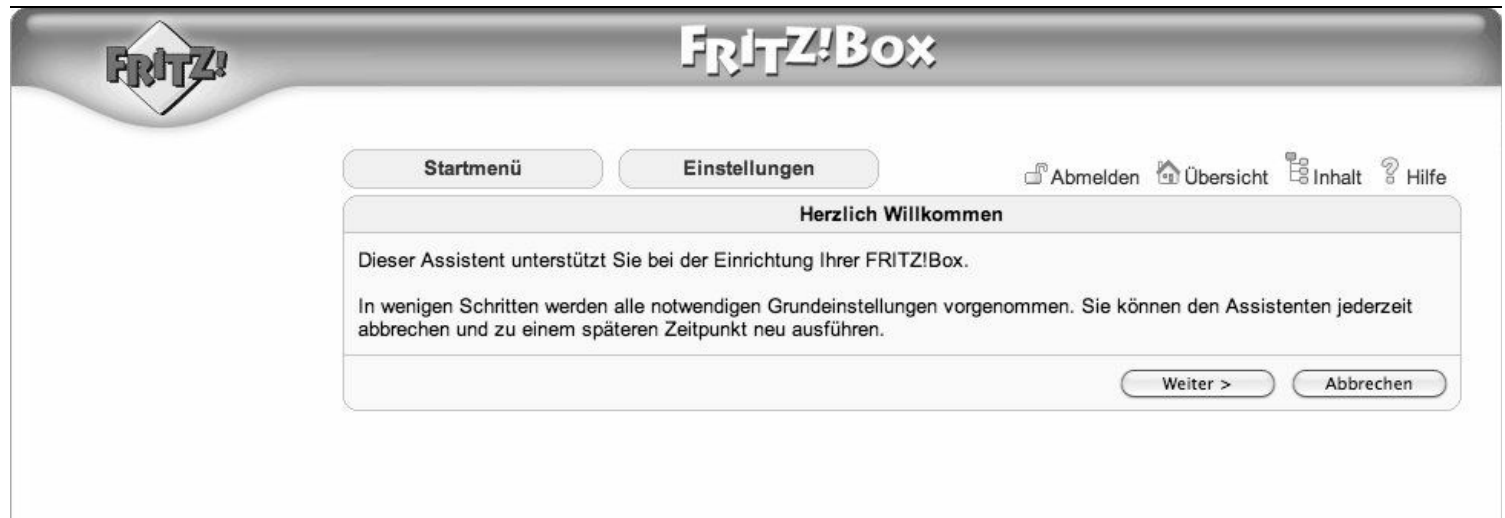 FRITZ!
FRITZ!BOX
Startmenü Einstellungen Abmelden Übersicht Inhalt ? Hilfe
Herzlich Willkommen
Dieser Assistent unterstützt Sie bei der Einrichtung Ihrer FRITZ!Box.
In wenigen Schritten werden alle notwendigen Grundeinstellungen vorgenommen. Sie können den Assistenten jederzeit
abbrechen und zu einem späteren Zeitpunkt neu ausführen.
Weiter > Abbrechen